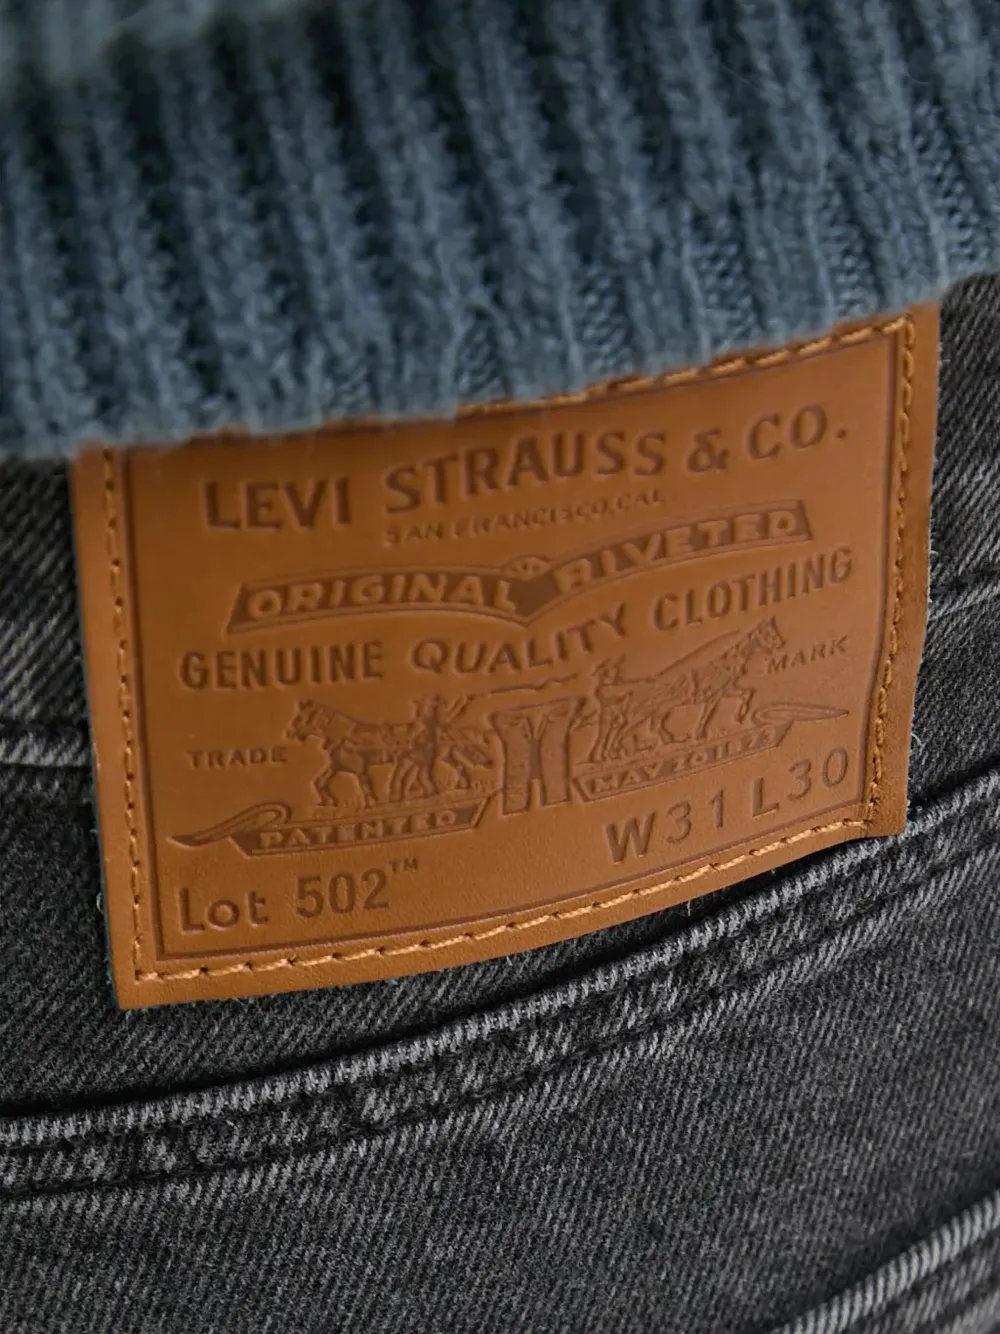 LEVI STRAUSS & CO.
SAN FRANCISCO, CAL.
ORIGINAL RIVETED
GENUINE QUALITY CLOTHING
TRADE MARK
PATENTED MAY 20 1873
W31 L30
Lot 502™